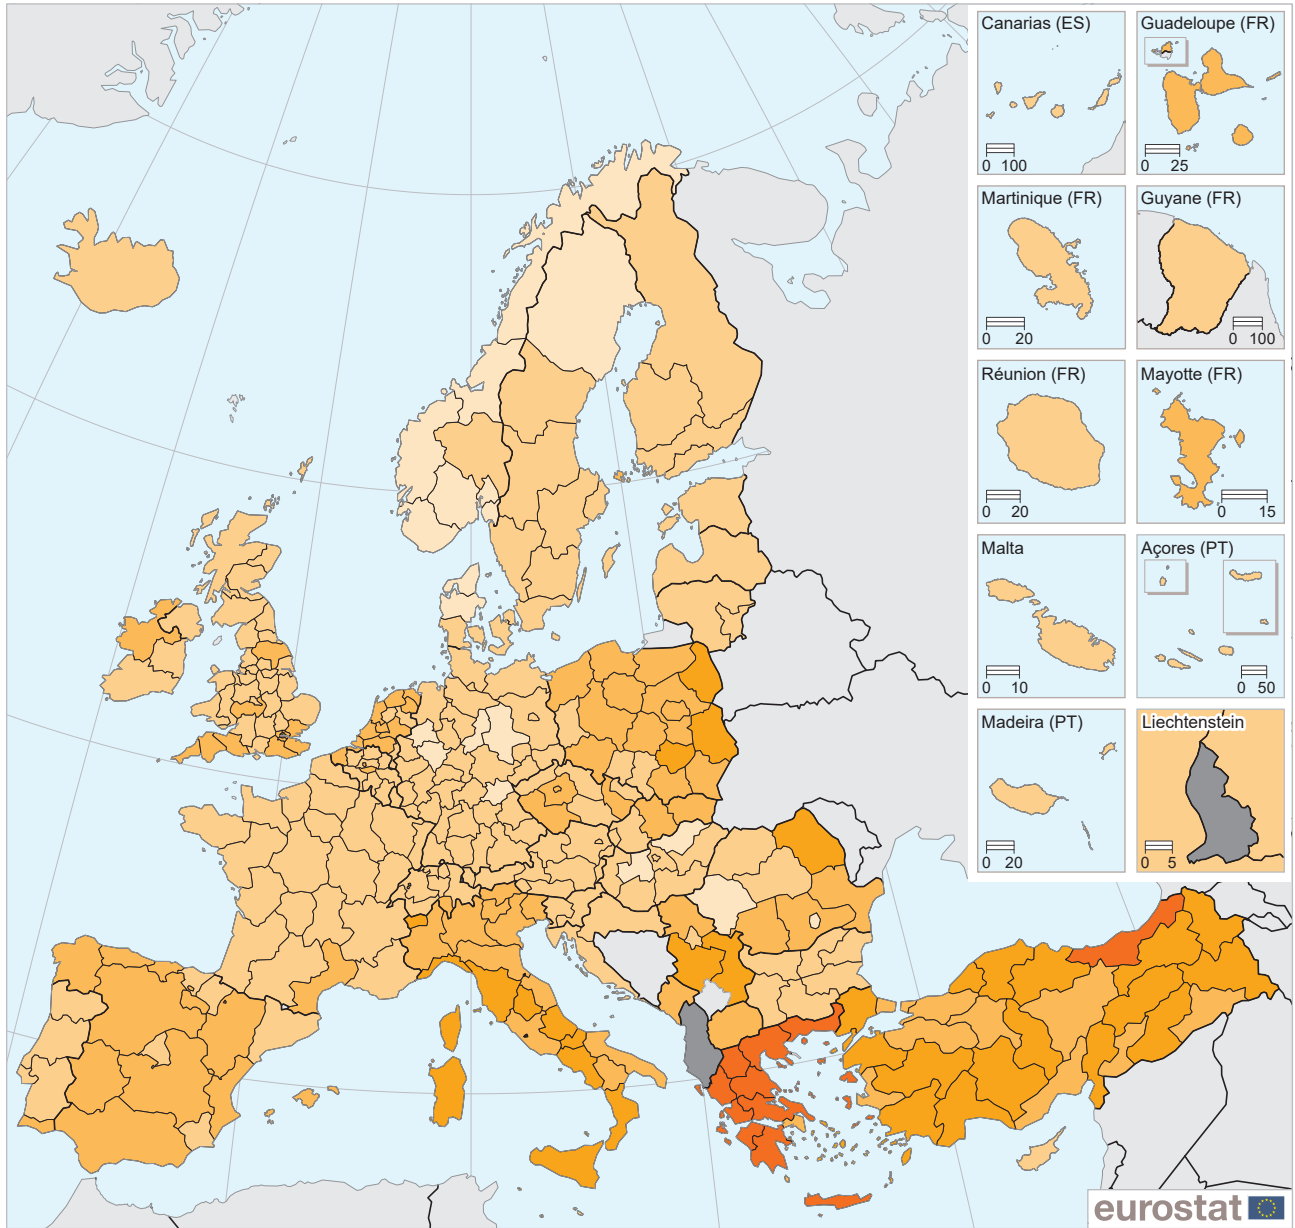 Canarias (ES)
0 100
Guadeloupe (FR)
0 25
Martinique (FR)
0 20
Guyane (FR)
0 100
Réunion (FR)
0 20
Mayotte (FR)
0 15
Malta
0 10
Açores (PT)
0 50
Madeira (PT)
0 20
Liechtenstein
0 5
eurostat